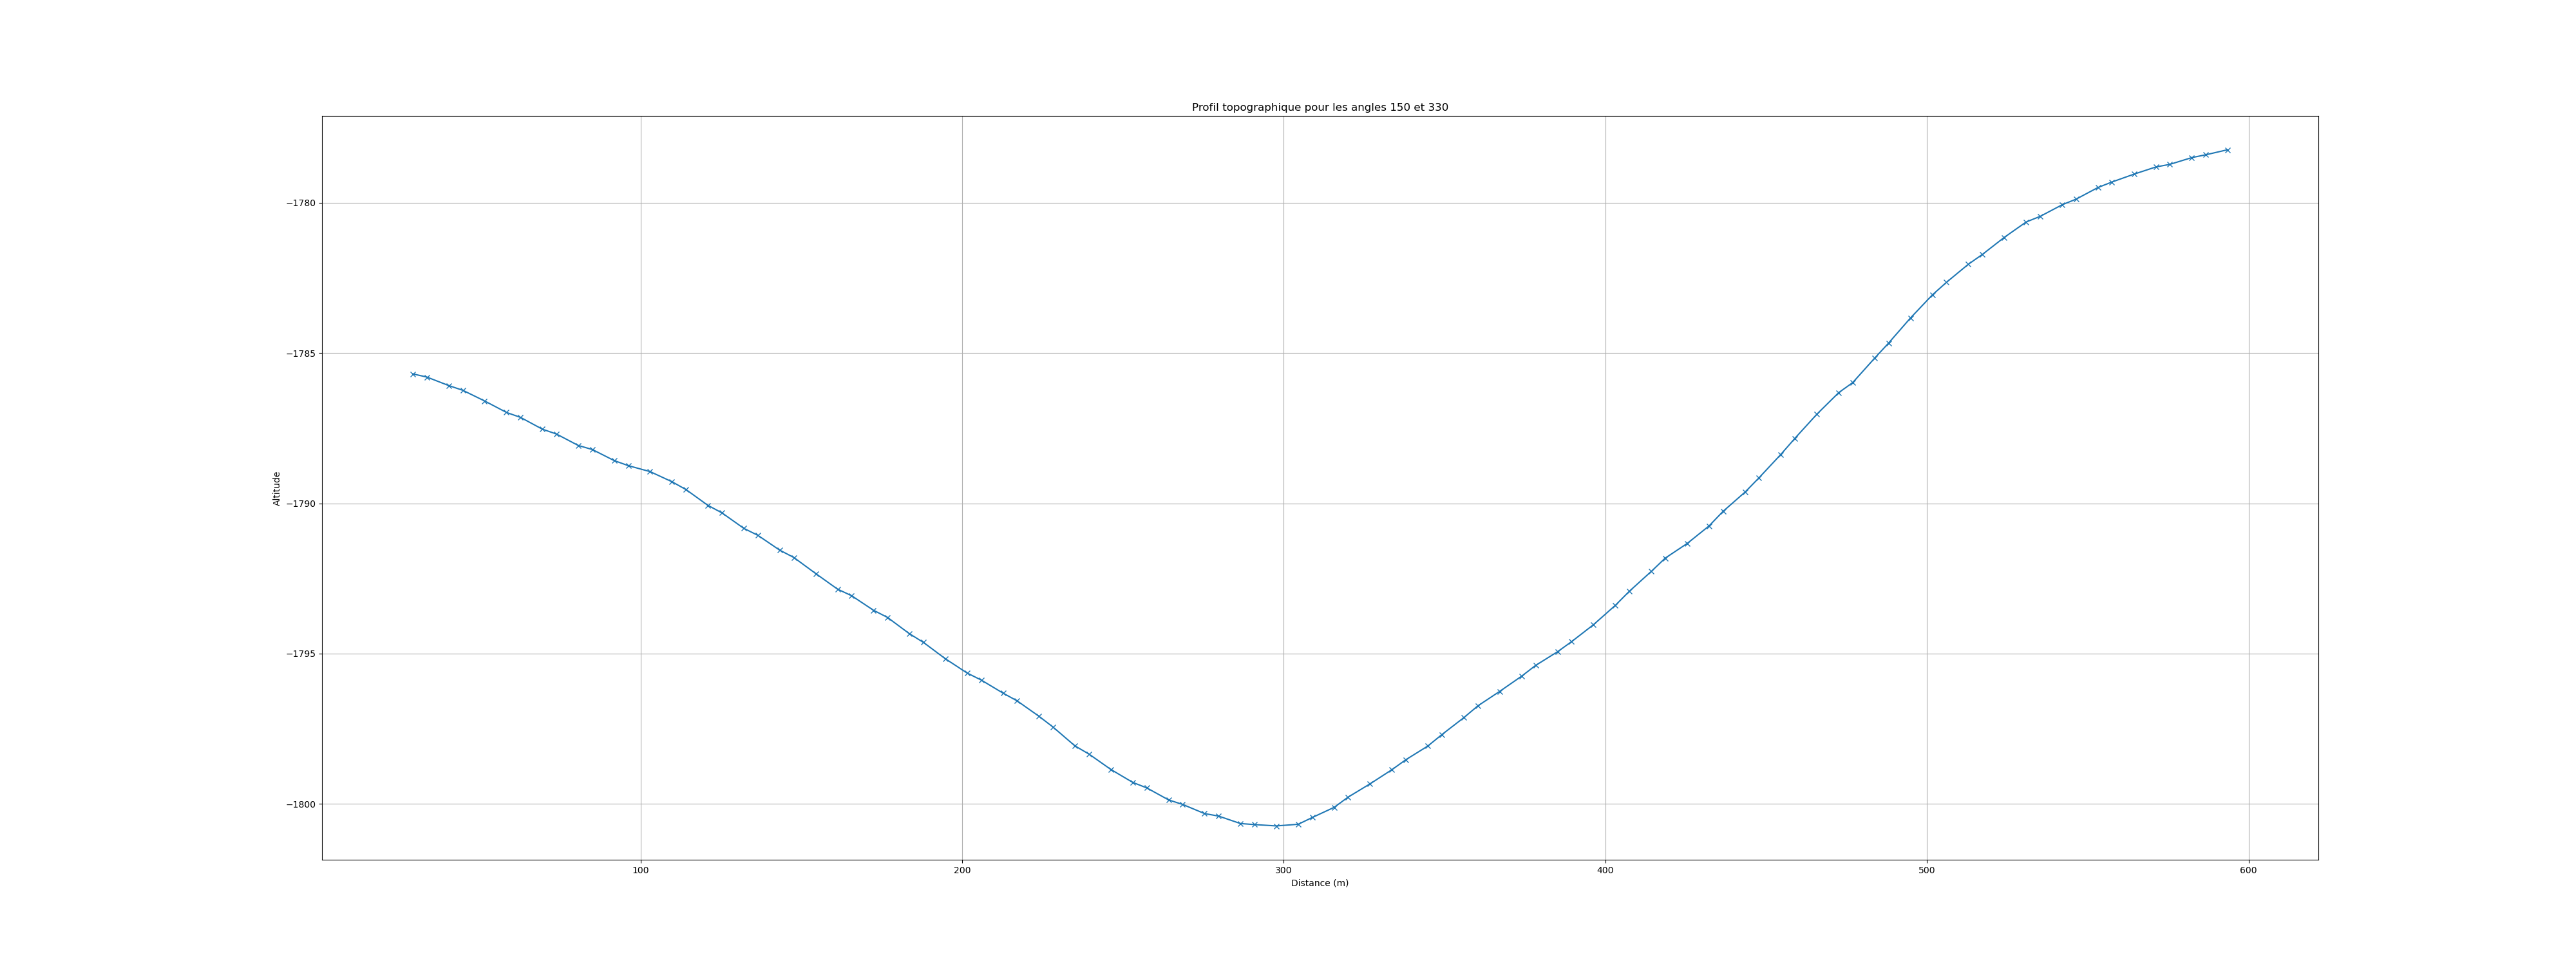 Profil topographique pour les angles 150 et 330
−1780
−1785
−1790
−1795
−1800
Altitude
100 200 300 400 500 600
Distance (m)